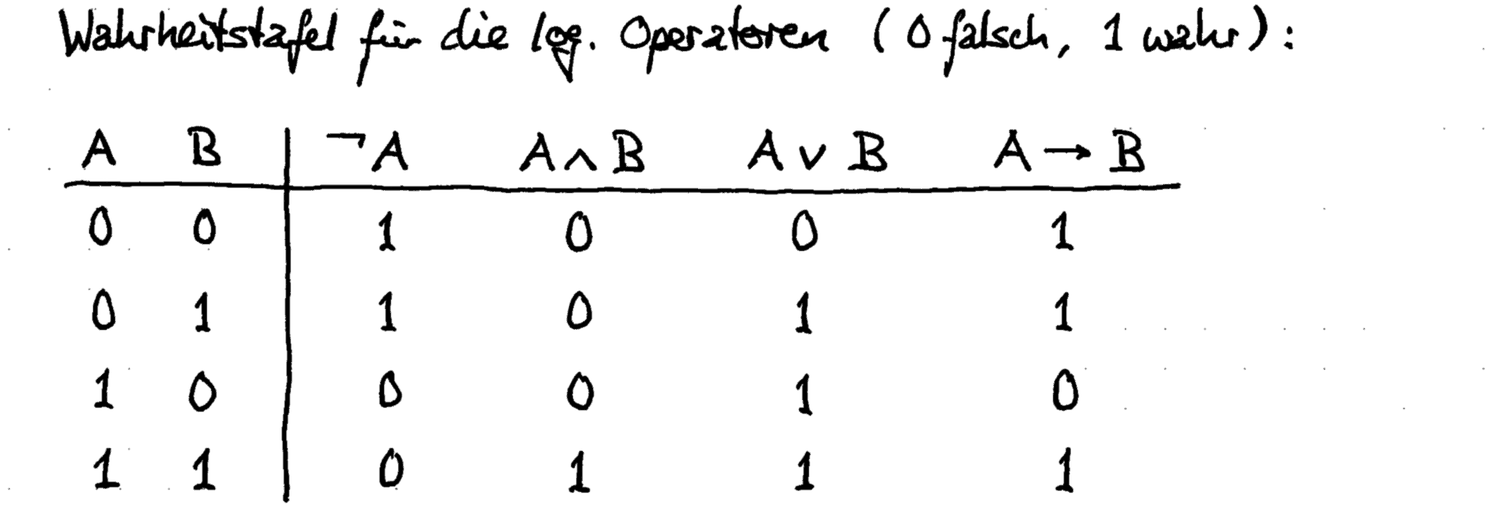 Wahrheitstafel für die log. Operatoren (0 falsch, 1 wahr):
A B ¬A A ∧ B A ∨ B A → B
0 0 1 0 0 1
0 1 1 0 1 1
1 0 0 0 1 0
1 1 0 1 1 1